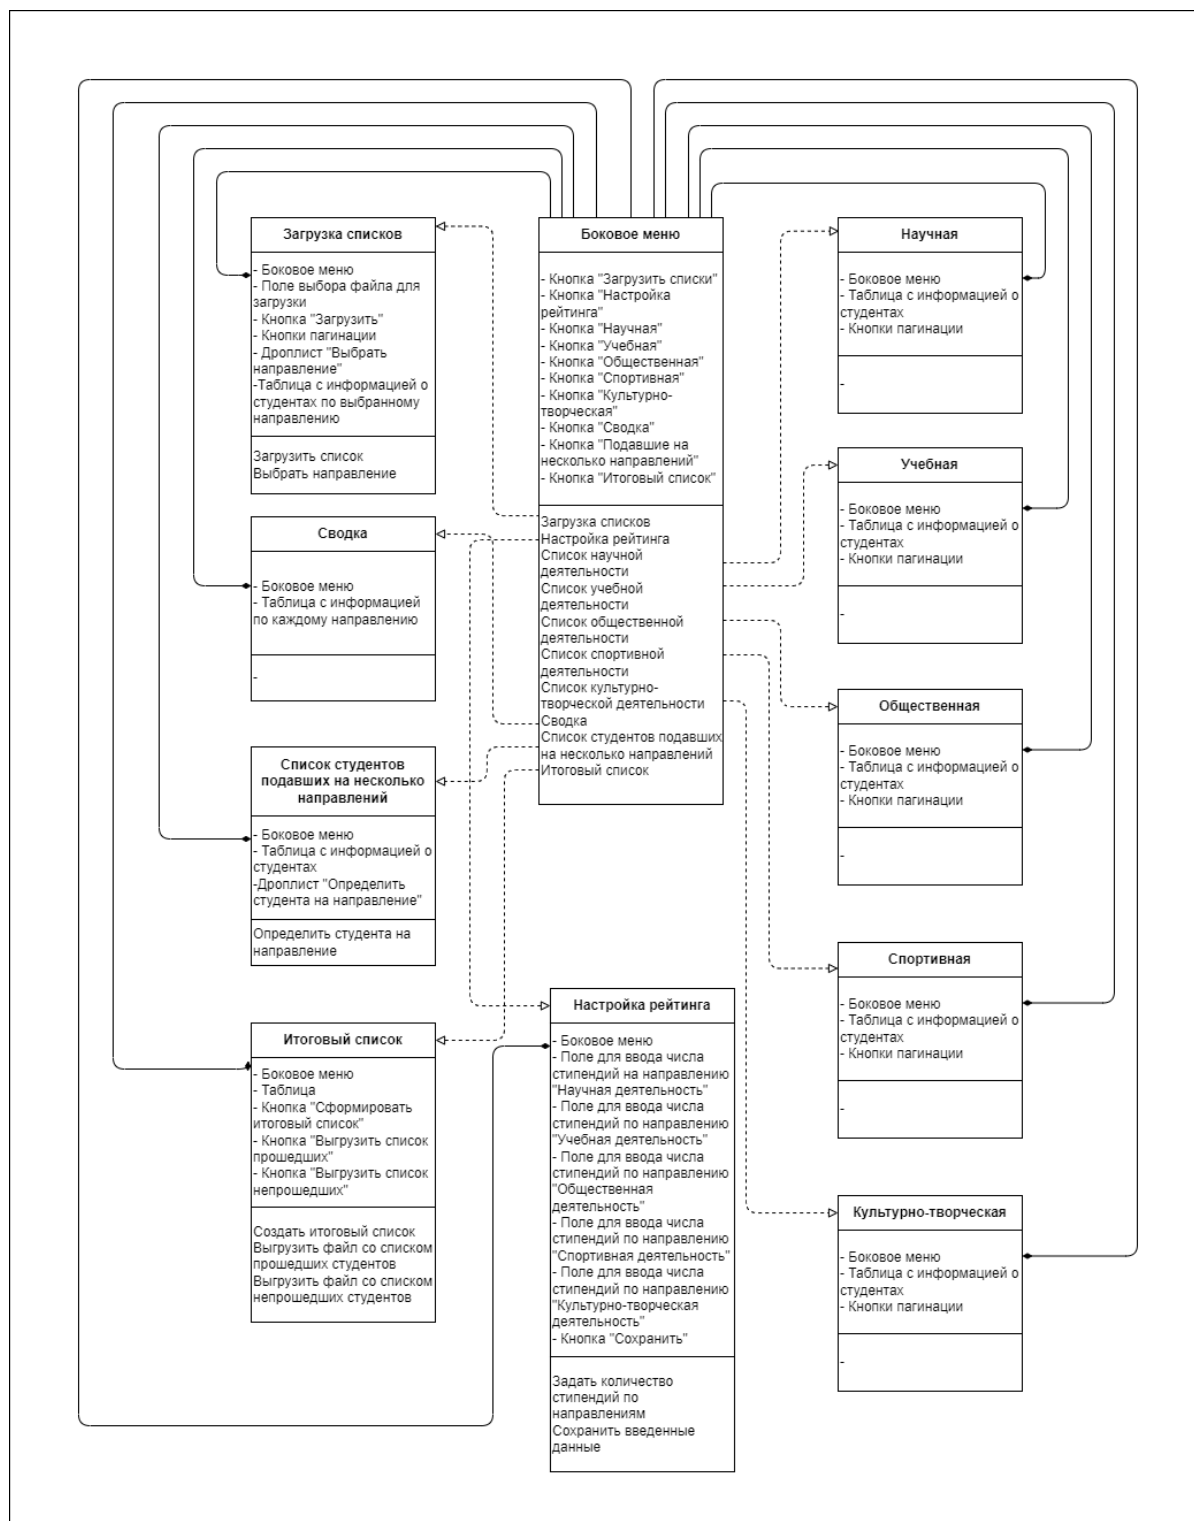 Загрузка списков
- Боковое меню
- Поле выбора файла для
загрузки
- Кнопка "Загрузить"
- Кнопки пагинации
- Дроплист "Выбрать
направление"
-Таблица с информацией о
студентах по выбранному
направлению
Загрузить список
Выбрать направление
Сводка
- Боковое меню
- Таблица с информацией
по каждому направлению
-
Список студентов
подавших на несколько
направлений
- Боковое меню
- Таблица с информацией о
студентах
-Дроплист "Определить
студента на направление"
Определить студента на
направление
Итоговый список
- Боковое меню
- Таблица
- Кнопка "Сформировать
итоговый список"
- Кнопка "Выгрузить список
прошедших"
- Кнопка "Выгрузить список
непрошедших"
Создать итоговый список
Выгрузить файл со списком
прошедших студентов
Выгрузить файл со списком
непрошедших студентов
Боковое меню
- Кнопка "Загрузить списки"
- Кнопка "Настройка
рейтинга"
- Кнопка "Научная"
- Кнопка "Учебная"
- Кнопка "Общественная"
- Кнопка "Спортивная"
- Кнопка "Культурно-
творческая"
- Кнопка "Сводка"
- Кнопка "Подавшие на
несколько направлений"
- Кнопка "Итоговый список"
Загрузка списков
Настройка рейтинга
Список научной
деятельности
Список учебной
деятельности
Список общественной
деятельности
Список спортивной
деятельности
Список культурно-
творческой деятельности
Сводка
Список студентов подавших
на несколько направлений
Итоговый список
Настройка рейтинга
- Боковое меню
- Поле для ввода числа
стипендий на направлению
"Научная деятельность"
- Поле для ввода числа
стипендий по направлению
"Учебная деятельность"
- Поле для ввода числа
стипендий по направлению
"Общественная
деятельность"
- Поле для ввода числа
стипендий по направлению
"Спортивная деятельность"
- Поле для ввода числа
стипендий по направлению
"Культурно-творческая
деятельность"
- Кнопка "Сохранить"
Задать количество
стипендий по
направлениям
Сохранить введенные
данные
Научная
- Боковое меню
- Таблица с информацией о
студентах
- Кнопки пагинации
-
Учебная
- Боковое меню
- Таблица с информацией о
студентах
- Кнопки пагинации
-
Общественная
- Боковое меню
- Таблица с информацией о
студентах
- Кнопки пагинации
-
Спортивная
- Боковое меню
- Таблица с информацией о
студентах
- Кнопки пагинации
-
Культурно-творческая
- Боковое меню
- Таблица с информацией о
студентах
- Кнопки пагинации
-